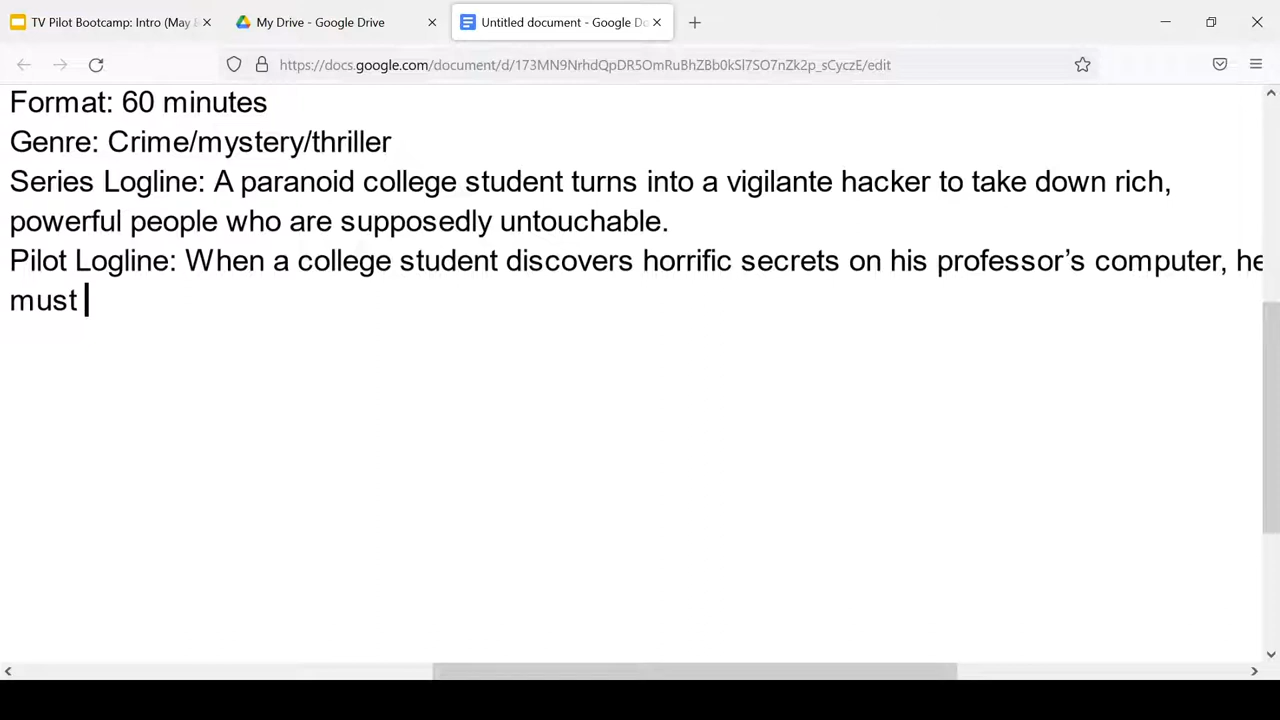 TV Pilot Bootcamp: Intro (May &
My Drive - Google Drive
Untitled document - Google Do
https://docs.google.com/document/d/173MN9NrhdQpDR5OmRuBhZBb0kSl7SO7nZk2p_sCyczE/edit
Format: 60 minutes
Genre: Crime/mystery/thriller
Series Logline: A paranoid college student turns into a vigilante hacker to take down rich,
powerful people who are supposedly untouchable.
Pilot Logline: When a college student discovers horrific secrets on his professor’s computer, he
must